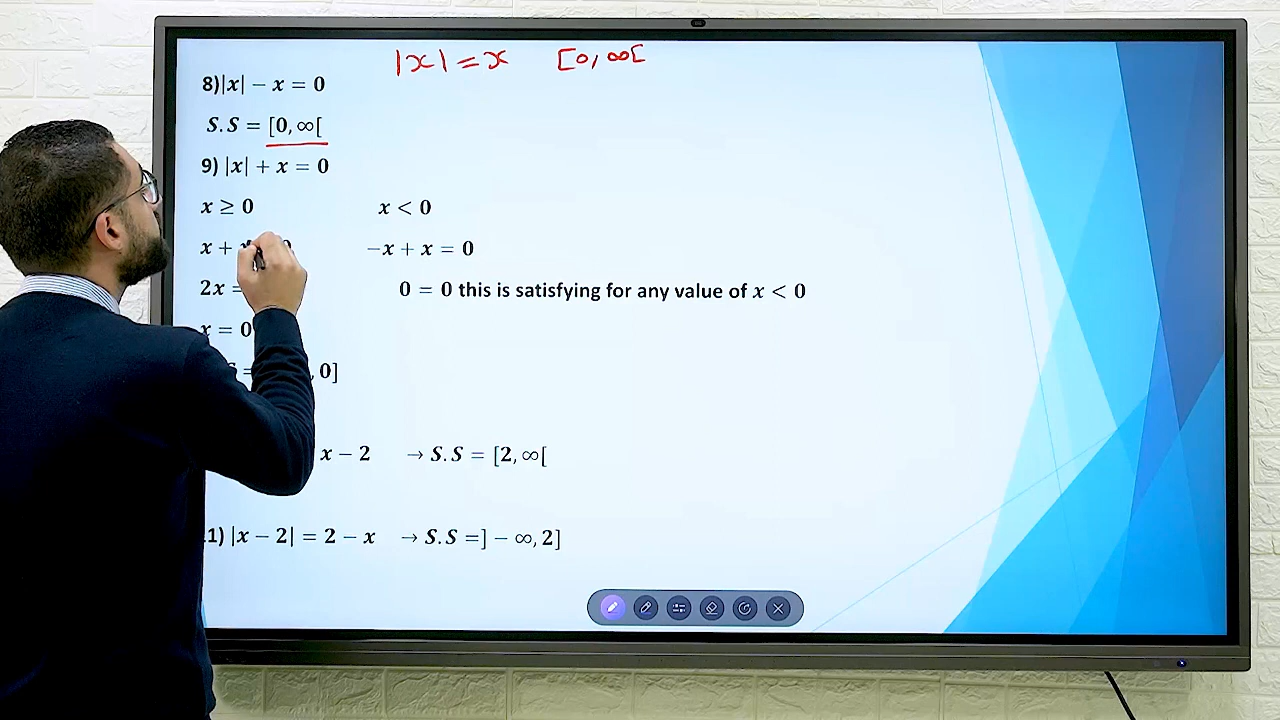 |x| = x [0, ∞[
8)|x| − x = 0
S.S = [0, ∞[
9) |x| + x = 0
x ≥ 0 x < 0
x + −x + x = 0
2x = 0 = 0 this is satisfying for any value of x < 0
x = 0
, 0]
x − 2 → S.S = [2, ∞[
1) |x − 2| = 2 − x → S.S =] − ∞, 2]